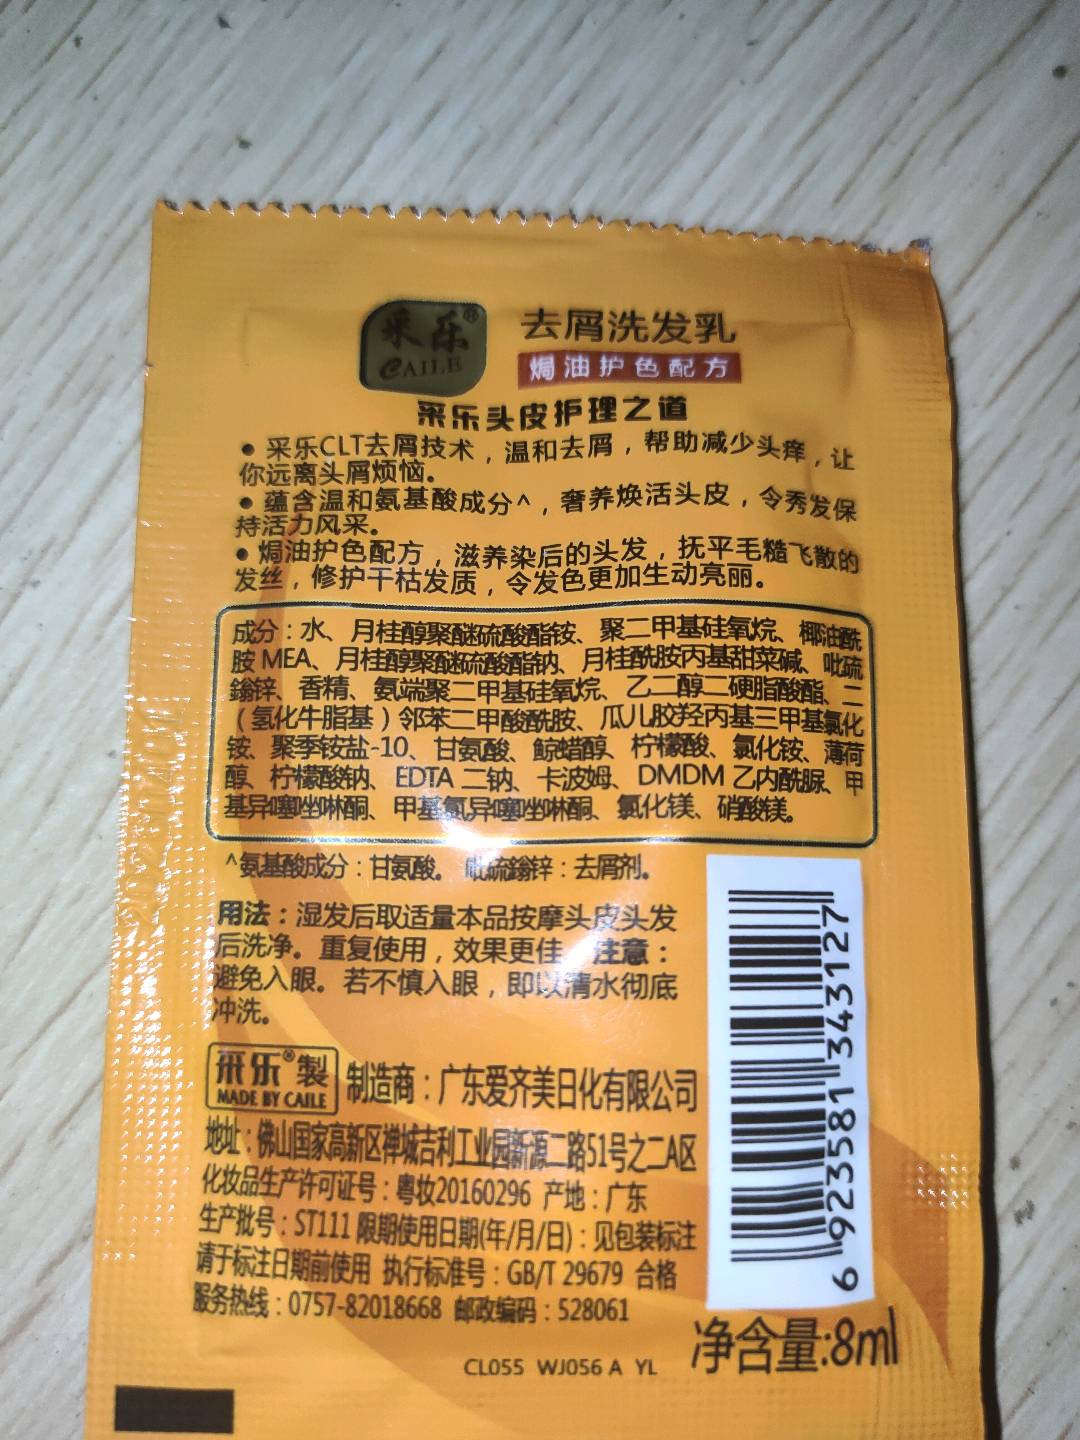 采乐®
CAILE
去屑洗发乳
焗油护色配方
采乐头皮护理之道
● 采乐CLT去屑技术，温和去屑，帮助减少头痒，让
你远离头屑烦恼。
● 蕴含温和氨基酸成分^，奢养焕活头皮，令秀发保
持活力风采。
● 焗油护色配方，滋养染后的头发，抚平毛糙飞散的
发丝，修护干枯发质，令发色更加生动亮丽。
成分：水、月桂醇聚醚硫酸酯铵、聚二甲基硅氧烷、椰油酰
胺 MEA、月桂醇聚醚硫酸酯钠、月桂酰胺丙基甜菜碱、吡硫
鎓锌、香精、氨端聚二甲基硅氧烷、乙二醇二硬脂酸酯、二
（氢化牛脂基）邻苯二甲酸酰胺、瓜儿胶羟丙基三甲基氯化
铵、聚季铵盐-10、甘氨酸、鲸蜡醇、柠檬酸、氯化铵、薄荷
醇、柠檬酸钠、EDTA 二钠、卡波姆、DMDM 乙内酰脲、甲
基异噻唑啉酮、甲基氯异噻唑啉酮、氯化镁、硝酸镁。
^氨基酸成分：甘氨酸。 吡硫鎓锌：去屑剂。
用法：湿发后取适量本品按摩头皮头发
后洗净。重复使用，效果更佳。注意：
避免入眼。若不慎入眼，即以清水彻底
冲洗。
采乐®製
MADE BY CAILE
制造商：广东爱齐美日化有限公司
地址：佛山国家高新区禅城吉利工业园新源二路51号之二A区
化妆品生产许可证号：粤妆20160296 产地：广东
生产批号：ST111 限期使用日期(年/月/日)：见包装标注
请于标注日期前使用 执行标准号：GB/T 29679 合格
服务热线：0757-82018668 邮政编码：528061
6 923581 343127
净含量:8ml
CL055 WJ056 A YL